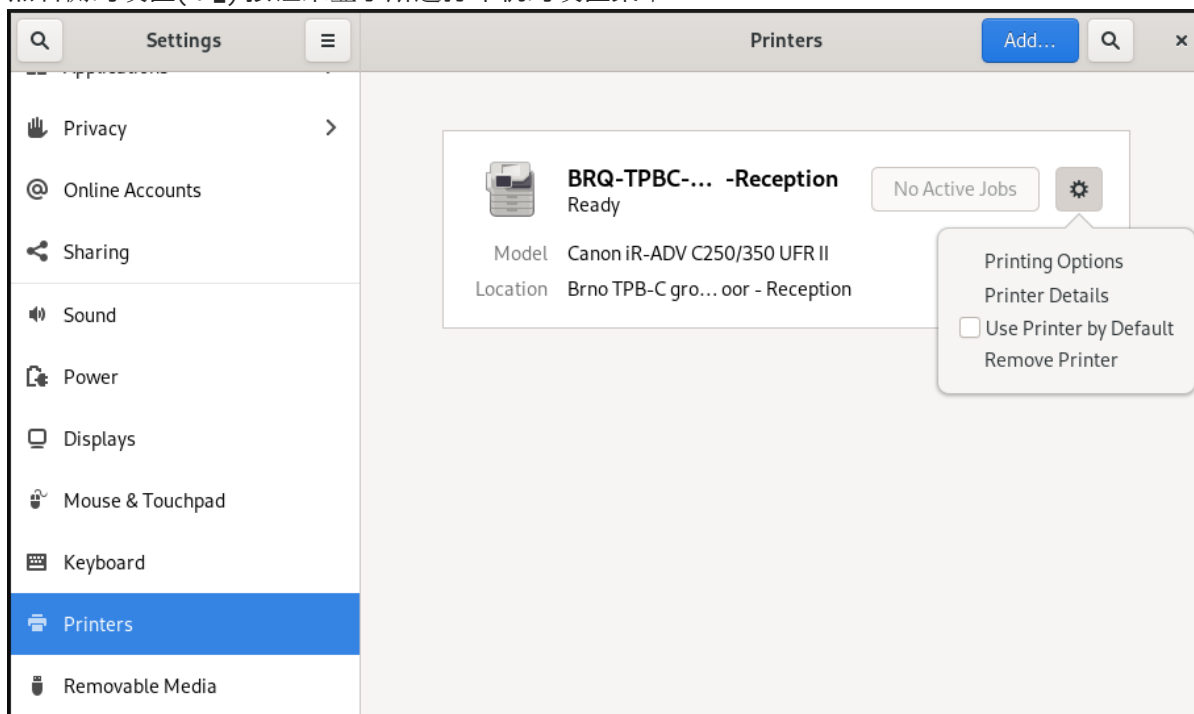 Settings
Printers
Add...
Privacy
Online Accounts
Sharing
Sound
Power
Displays
Mouse & Touchpad
Keyboard
Printers
Removable Media
BRQ-TPBC-... -Reception
Ready
No Active Jobs
Model Canon iR-ADV C250/350 UFR II
Location Brno TPB-C gro... oor - Reception
Printing Options
Printer Details
Use Printer by Default
Remove Printer